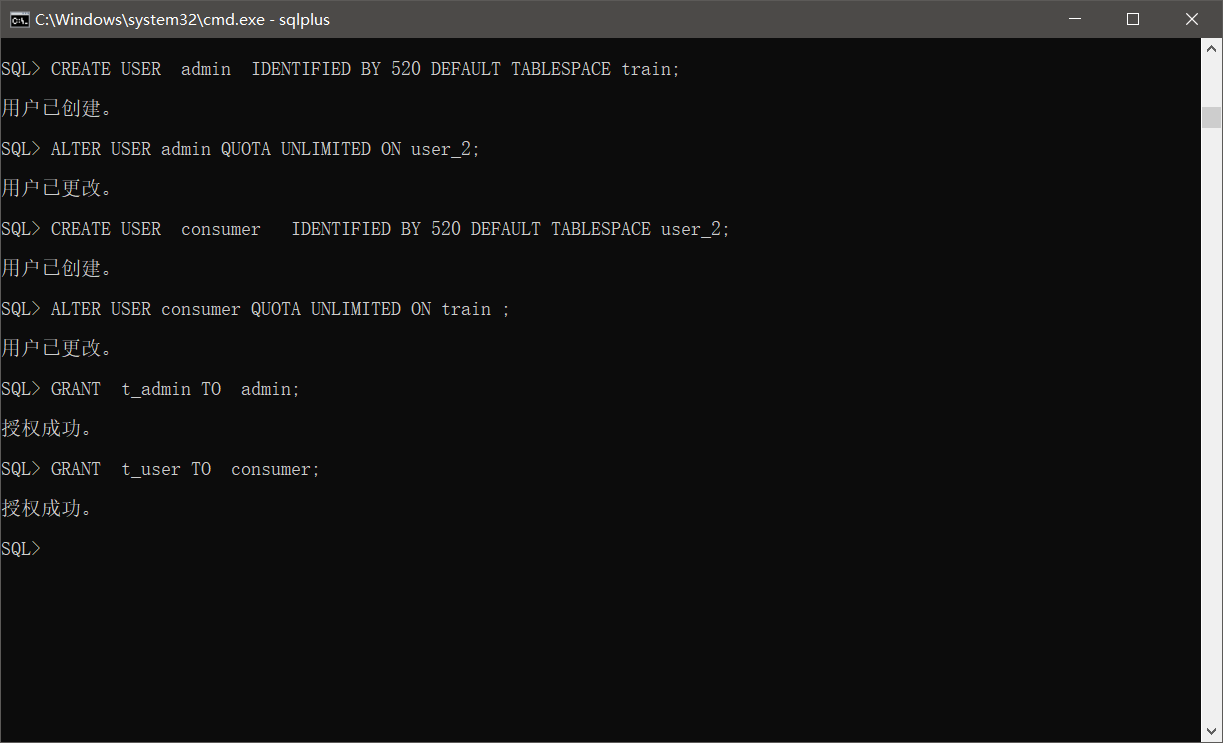 C:\Windows\system32\cmd.exe - sqlplus
SQL> CREATE USER  admin  IDENTIFIED BY 520 DEFAULT TABLESPACE train;
用户已创建。
SQL> ALTER USER admin QUOTA UNLIMITED ON user_2;
用户已更改。
SQL> CREATE USER  consumer   IDENTIFIED BY 520 DEFAULT TABLESPACE user_2;
用户已创建。
SQL> ALTER USER consumer QUOTA UNLIMITED ON train ;
用户已更改。
SQL> GRANT  t_admin TO  admin;
授权成功。
SQL> GRANT  t_user TO  consumer;
授权成功。
SQL>